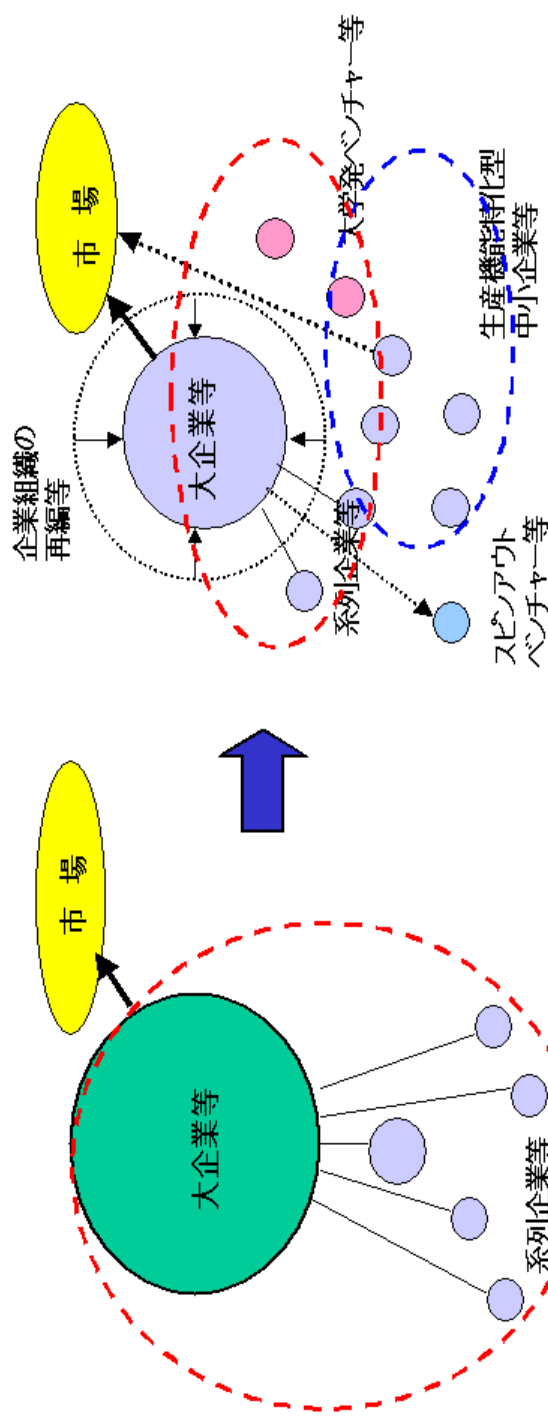 市 場
大企業等
系列企業等
企業組織の
再編等
市 場
大企業等
系列企業等
大学発ベンチャー等
生産機能特化型
中小企業等
スピンアウト
ベンチャー等